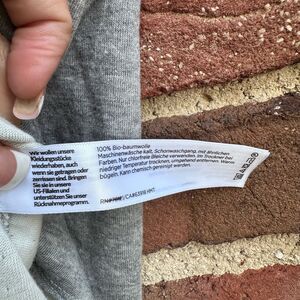 Wir wollen unsere
Kleidungsstücke
wiederhaben, auch
wenn sie getragen oder
zerrissen sind. Bringen
Sie sie in unsere
US-Filialen und
unterstützen Sie unser
Rücknahmeprogramm.
100% Bio-baumwolle
Maschinenwäsche kalt, Schonwaschgang, mit ähnlichen
Farben. Nur chlorfreie Bleiche verwenden. Im Trockner bei
niedriger Temperatur trocknen, umgehend entnehmen. Warm
bügeln. Kann chemisch gereinigt werden.